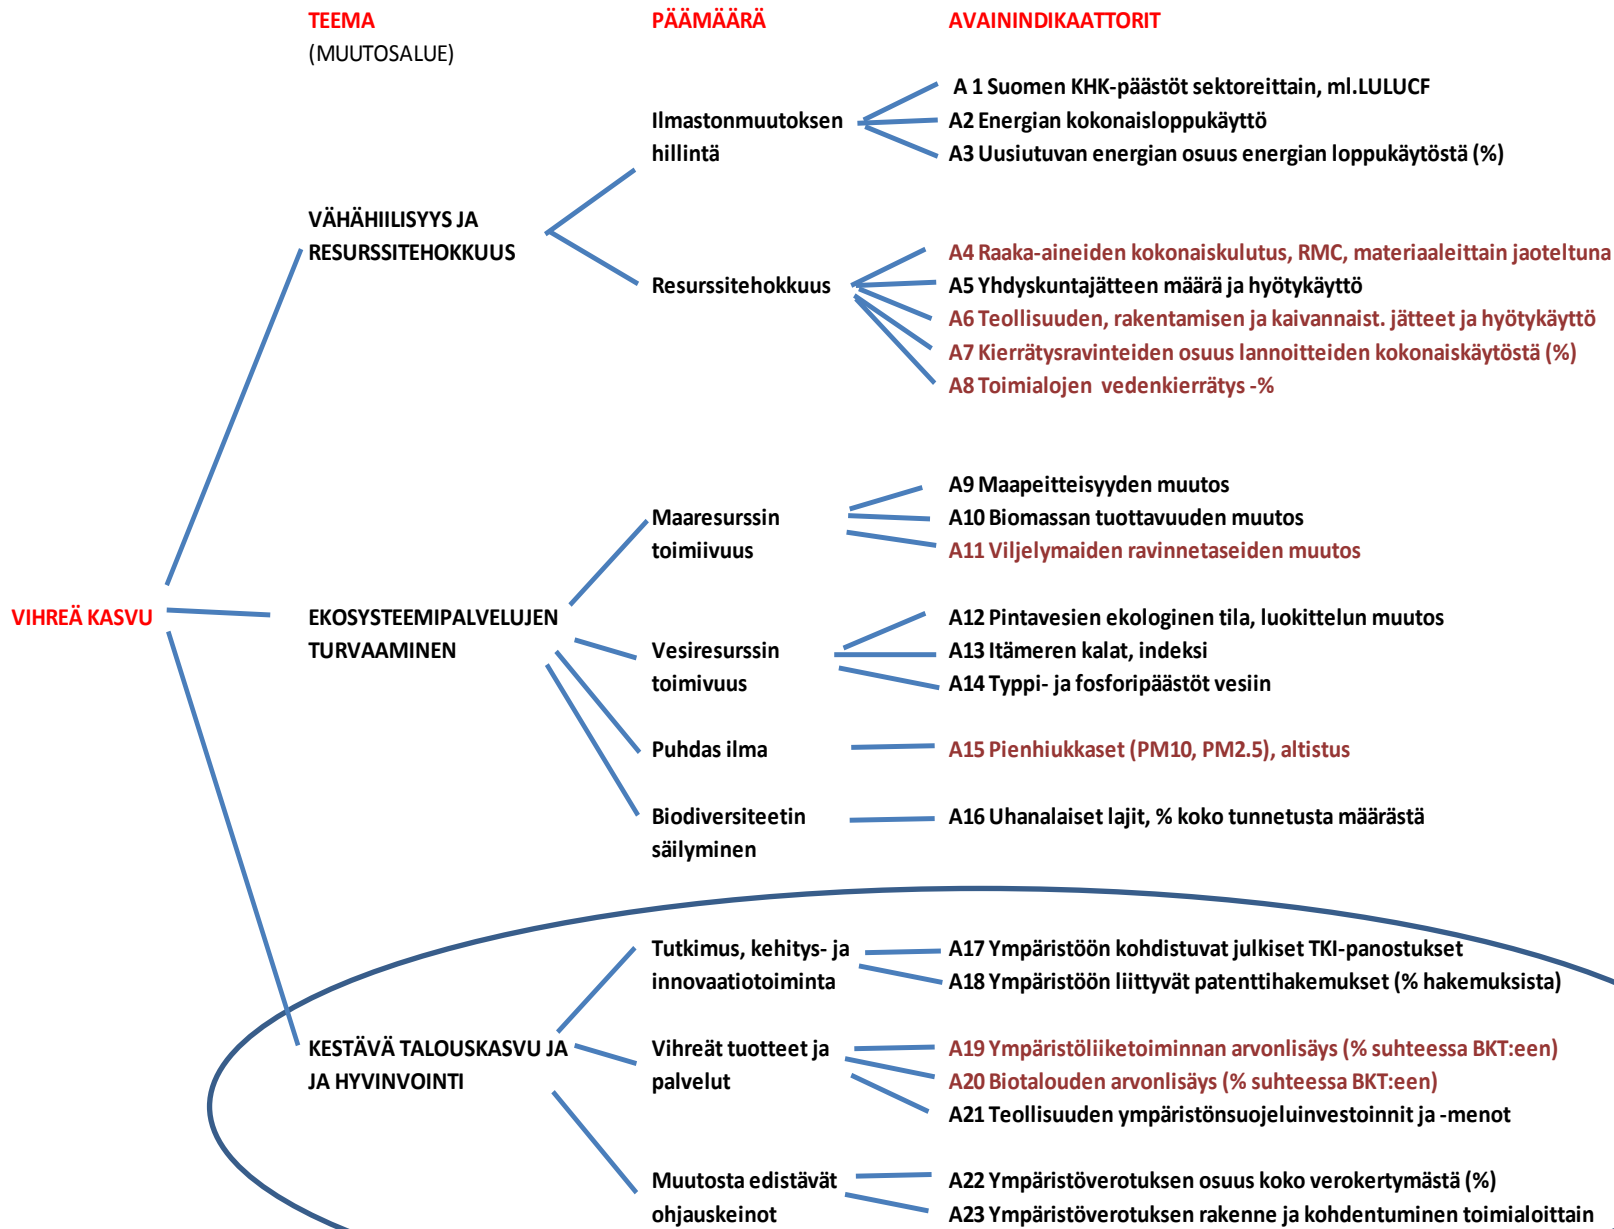 TEEMA PÄÄMÄÄRÄ AVAININDIKAATTORIT
(MUUTOSALUE)
A 1 Suomen KHK-päästöt sektoreittain, ml.LULUCF
Ilmastonmuutoksen A2 Energian kokonaisloppukäyttö
hillintä A3 Uusiutuvan energian osuus energian loppukäytöstä (%)
VÄHÄHIILISYYS JA
RESURSSITEHOKKUUS A4 Raaka-aineiden kokonaiskulutus, RMC, materiaaleittain jaoteltuna
Resurssitehokkuus A5 Yhdyskuntajätteen määrä ja hyötykäyttö
A6 Teollisuuden, rakentamisen ja kaivannaist. jätteet ja hyötykäyttö
A7 Kierrätysravinteiden osuus lannoitteiden kokonaiskäytöstä (%)
A8 Toimialojen  vedenkierrätys -%
A9 Maapeitteisyyden muutos
Maaresurssin A10 Biomassan tuottavuuden muutos
toimiivuus A11 Viljelymaiden ravinnetaseiden muutos
VIHREÄ KASVU EKOSYSTEEMIPALVELUJEN A12 Pintavesien ekologinen tila, luokittelun muutos
TURVAAMINEN Vesiresurssin A13 Itämeren kalat, indeksi
toimivuus A14 Typpi- ja fosforipäästöt vesiin
Puhdas ilma A15 Pienhiukkaset (PM10, PM2.5), altistus
Biodiversiteetin A16 Uhanalaiset lajit, % koko tunnetusta määrästä
säilyminen
Tutkimus, kehitys- ja A17 Ympäristöön kohdistuvat julkiset TKI-panostukset
innovaatiotoiminta A18 Ympäristöön liittyvät patenttihakemukset (% hakemuksista)
KESTÄVÄ TALOUSKASVU JA Vihreät tuotteet ja A19 Ympäristöliiketoiminnan arvonlisäys (% suhteessa BKT:een)
JA HYVINVOINTI palvelut A20 Biotalouden arvonlisäys (% suhteessa BKT:een)
A21 Teollisuuden ympäristönsuojeluinvestoinnit ja -menot
Muutosta edistävät A22 Ympäristöverotuksen osuus koko verokertymästä (%)
ohjauskeinot A23 Ympäristöverotuksen rakenne ja kohdentuminen toimialoittain